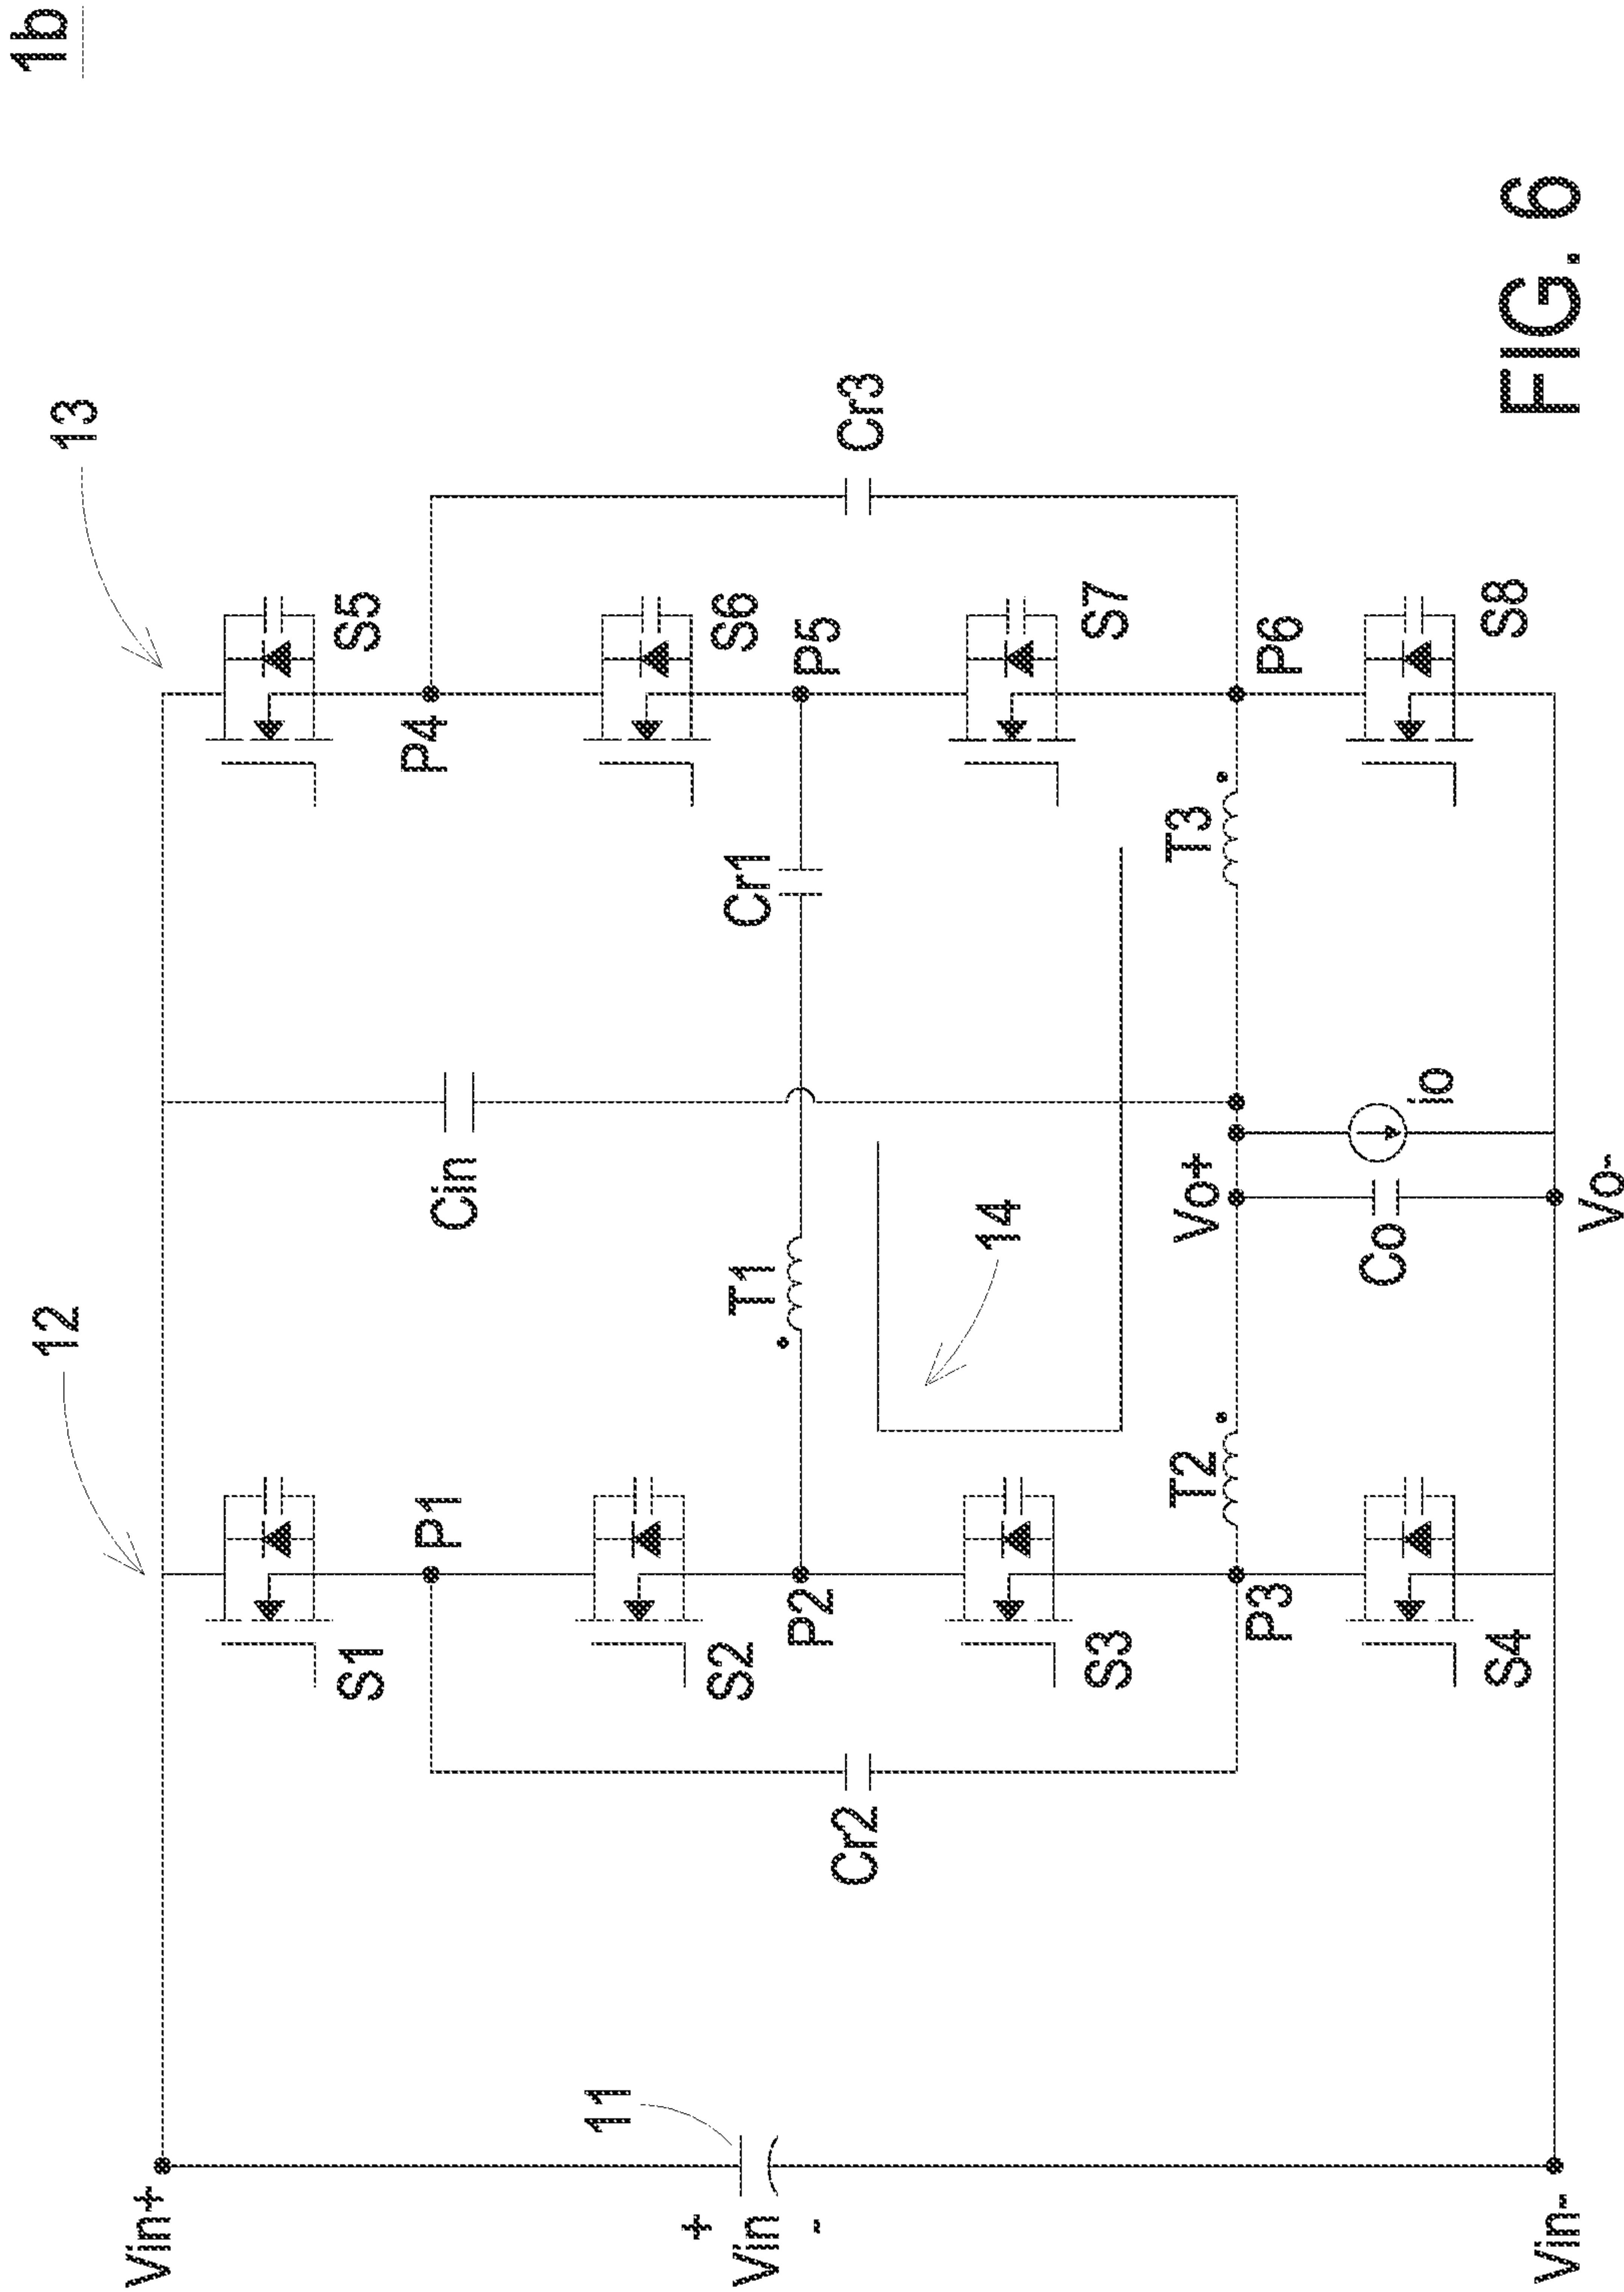 1b
12
13
Vin+
S1
S5
P1
P4
Cin
S2
S6
11
+
Vin
-
Cr2
P2
T1
Cr1
P5
Cr3
14
S3
S7
T2
Vo+
T3
P3
P6
Co
io
S4
S8
Vin-
Vo-
FIG. 6